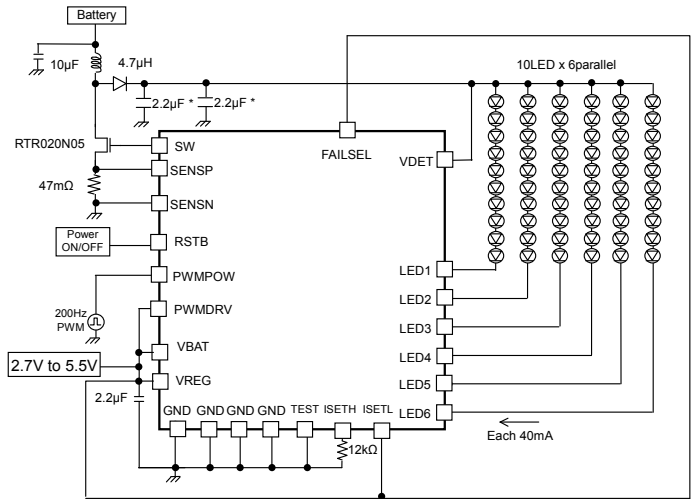 Battery
10µF
4.7µH
2.2µF *
2.2µF *
10LED x 6parallel
RTR020N05
SW
FAILSEL
VDET
SENSP
47mΩ
SENSN
Power
ON/OFF
RSTB
PWMPOW
LED1
LED2
200Hz
PWM
PWMDRV
LED3
VBAT
LED4
2.7V to 5.5V
VREG
LED5
2.2µF
GND
GND
GND
GND
TEST
ISETH
ISETL
LED6
12kΩ
Each 40mA